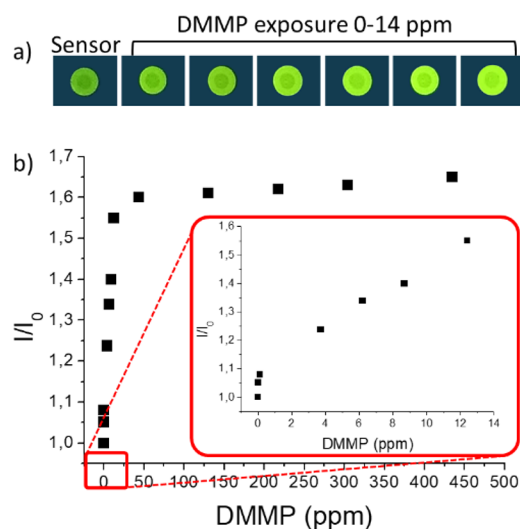 DMMP exposure 0-14 ppm
Sensor
a)
b)
1,7
1,6
1,5
1,4
1,3
1,2
1,1
1,0
I/I₀
0 50 100 150 200 250 300 350 400 450 500
DMMP (ppm)
1,6
1,5
1,4
1,3
1,2
1,1
1,0
I/I₀
0 2 4 6 8 10 12 14
DMMP (ppm)